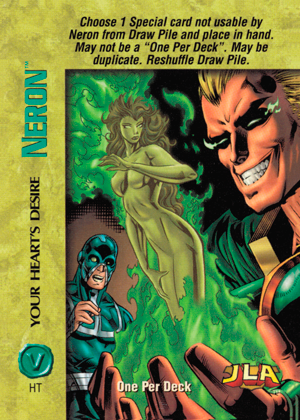 Choose 1 Special card not usable by
Neron from Draw Pile and place in hand.
May not be a “One Per Deck”. May be
duplicate. Reshuffle Draw Pile.
NERON™
YOUR HEART'S DESIRE
V
HT
JLA
One Per Deck